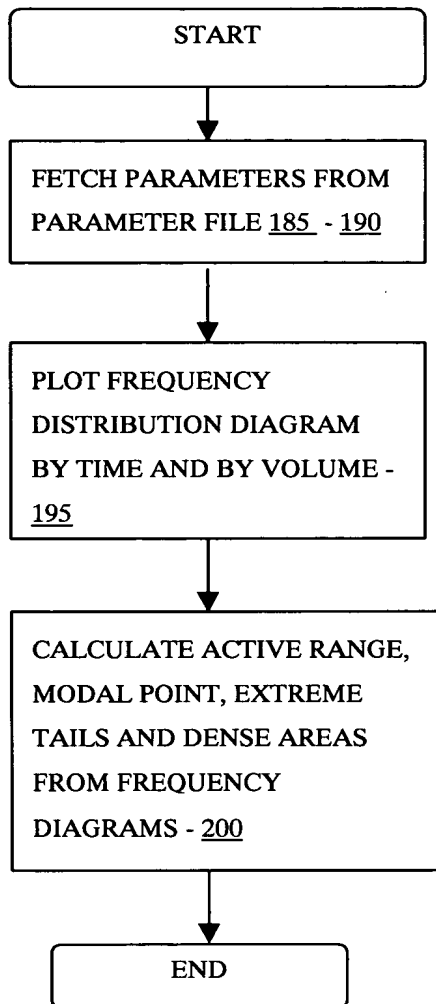 START
FETCH PARAMETERS FROM
PARAMETER FILE 185 - 190
PLOT FREQUENCY
DISTRIBUTION DIAGRAM
BY TIME AND BY VOLUME -
195
CALCULATE ACTIVE RANGE,
MODAL POINT, EXTREME
TAILS AND DENSE AREAS
FROM FREQUENCY
DIAGRAMS - 200
END